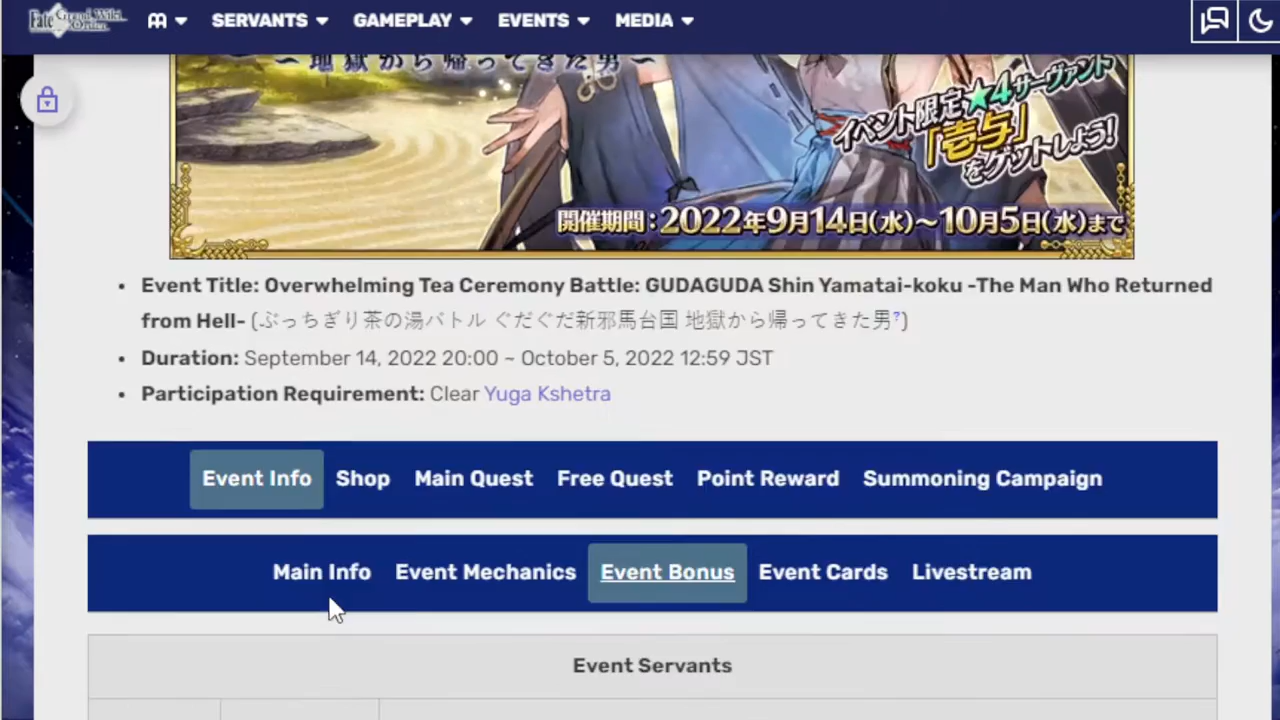 Fate Grand Order Wiki
SERVANTS GAMEPLAY EVENTS MEDIA
〜地獄から帰ってきた男〜
イベント限定★4サーヴァント
「壱与」
をゲットしよう!
開催期間:2022年9月14日(水)〜10月5日(水)まで
Event Title: Overwhelming Tea Ceremony Battle: GUDAGUDA Shin Yamatai-koku -The Man Who Returned
from Hell- (ぶっちぎり茶の湯バトル ぐだぐだ新邪馬台国 地獄から帰ってきた男?)
Duration: September 14, 2022 20:00 ~ October 5, 2022 12:59 JST
Participation Requirement: Clear Yuga Kshetra
Event Info Shop Main Quest Free Quest Point Reward Summoning Campaign
Main Info Event Mechanics Event Bonus Event Cards Livestream
Event Servants